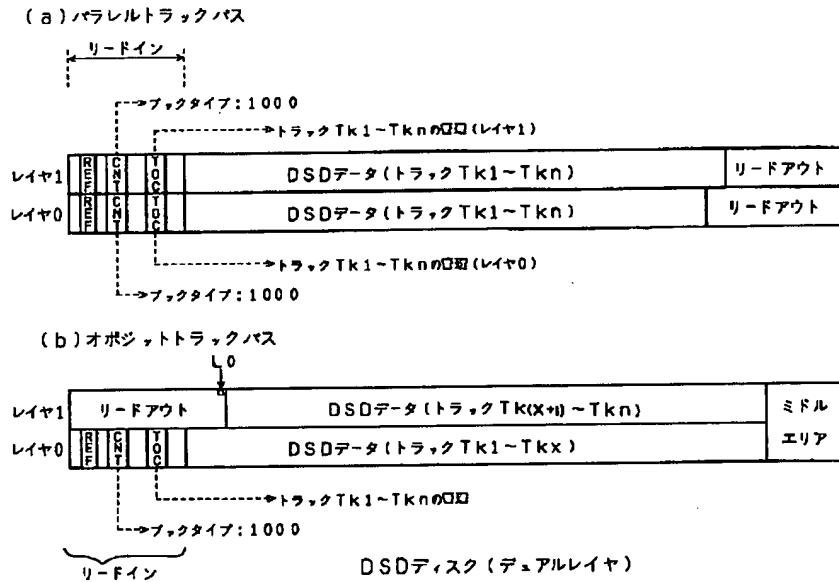 (a)パラレルトラックパス
リードイン
ブックタイプ:1000
トラックTk1~Tknの(レイヤ1)
レイヤ1 REF CNT TOC DSDデータ(トラックTk1~Tkn) リードアウト
レイヤ0 REF CNT TOC DSDデータ(トラックTk1~Tkn) リードアウト
トラックTk1~Tknの(レイヤ0)
ブックタイプ:1000
(b)オポジットトラックパス
LO
レイヤ1 リードアウト DSDデータ(トラックTk(X+1)~Tkn) ミドル
レイヤ0 REF CNT TOC DSDデータ(トラックTk1~Tkx) エリア
トラックTk1~Tknの
ブックタイプ:1000
リードイン
DSDディスク(デュアルレイヤ)